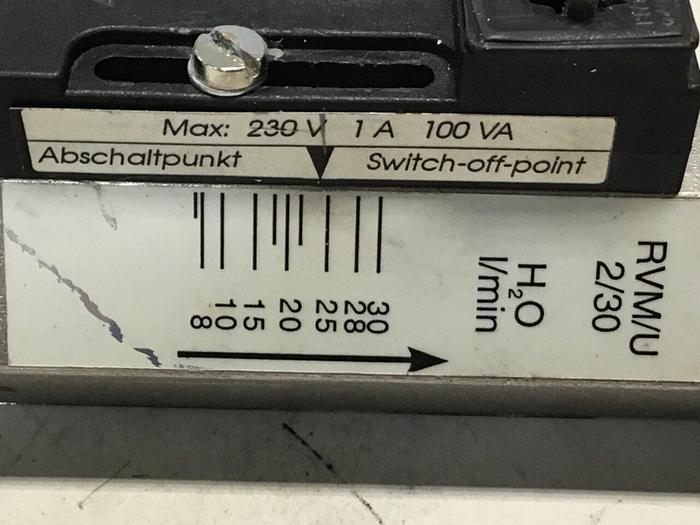 Max: 230 V 1 A 100 VA
Abschaltpunkt Switch-off-point
8 10 15 20 25 28 30
H₂O
l/min
RVM/U
2/30